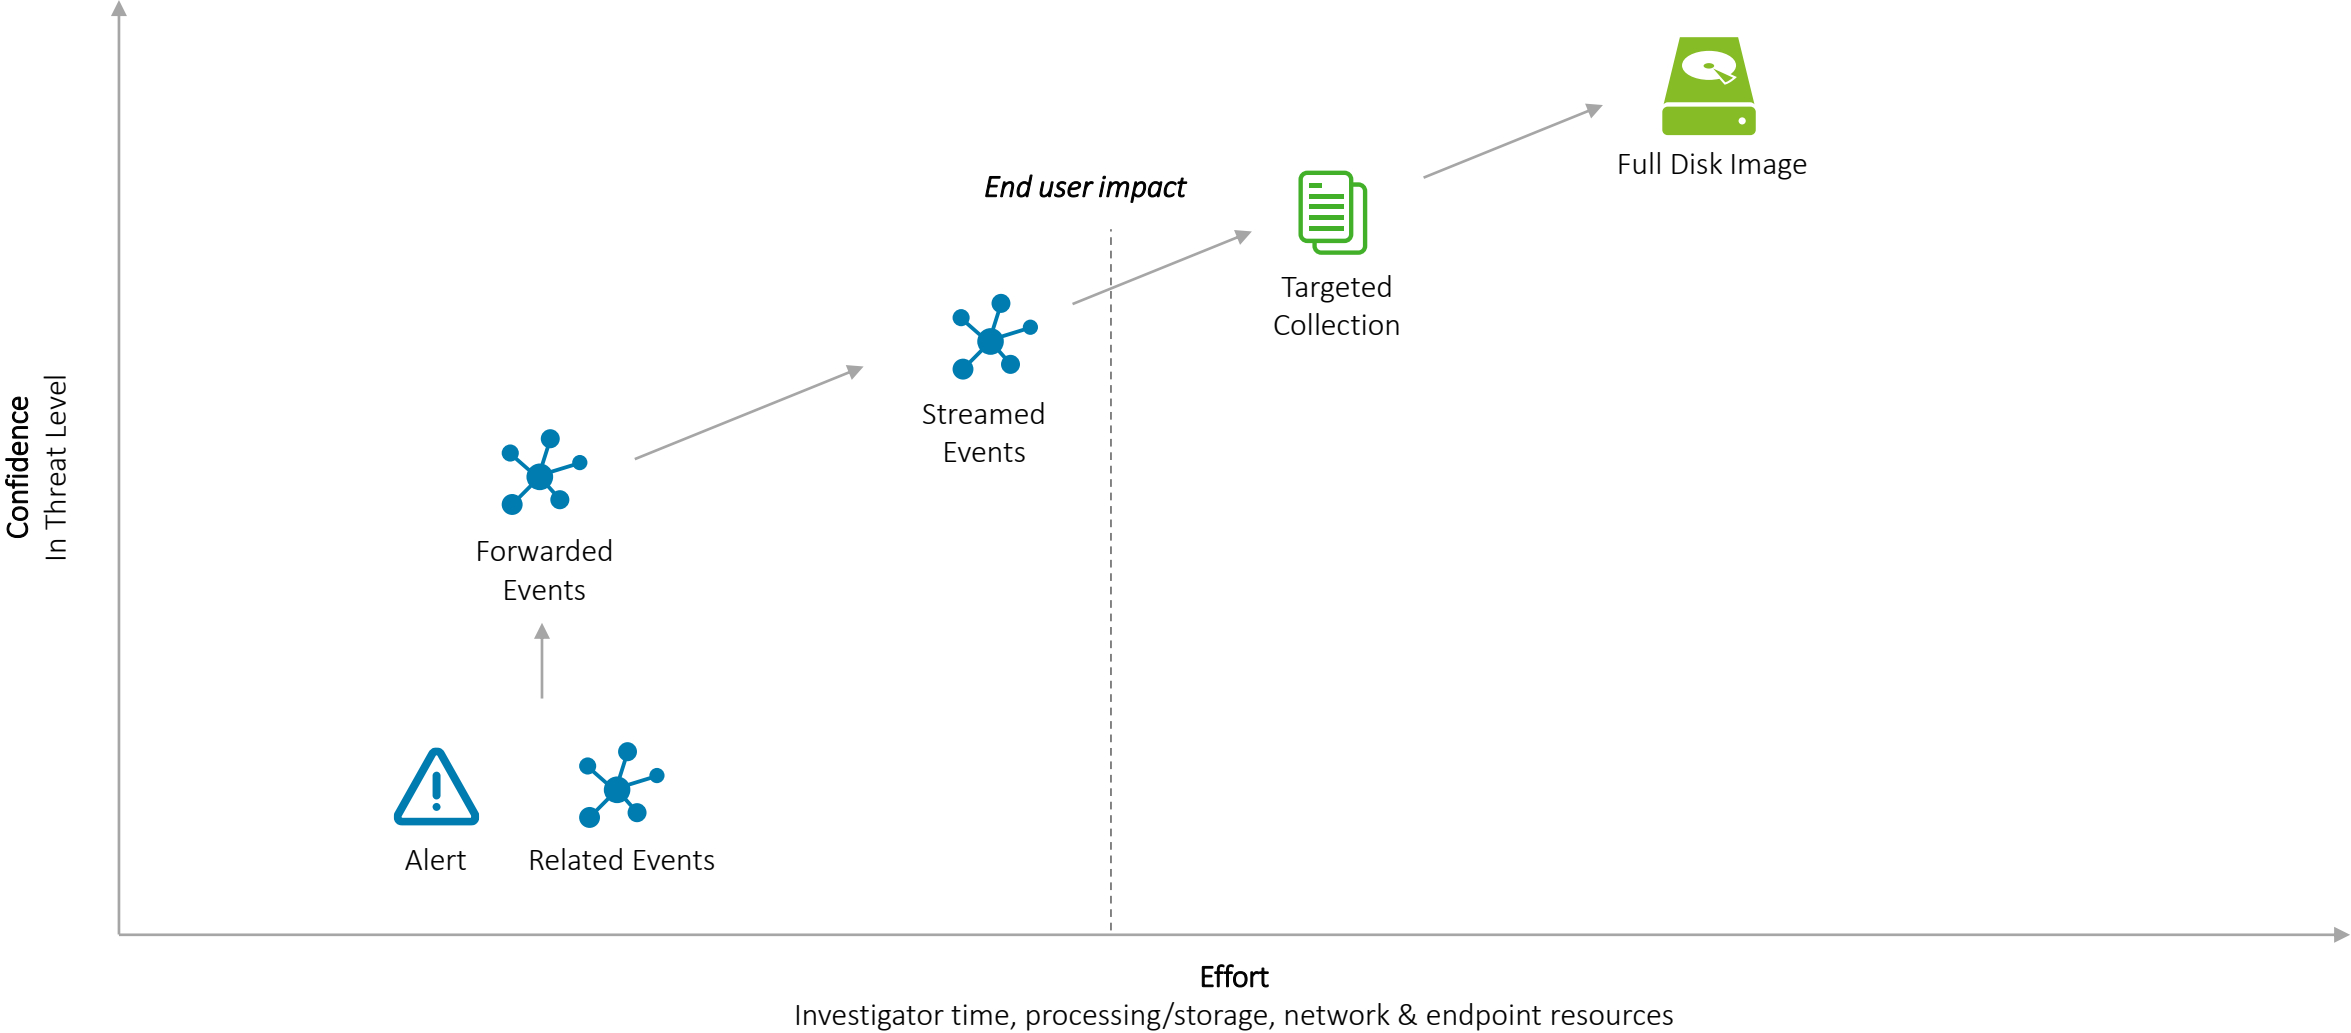 Full Disk Image
End user impact
Targeted
Collection
Streamed
Events
Confidence
In Threat Level
Forwarded
Events
Alert
Related Events
Effort
Investigator time, processing/storage, network & endpoint resources